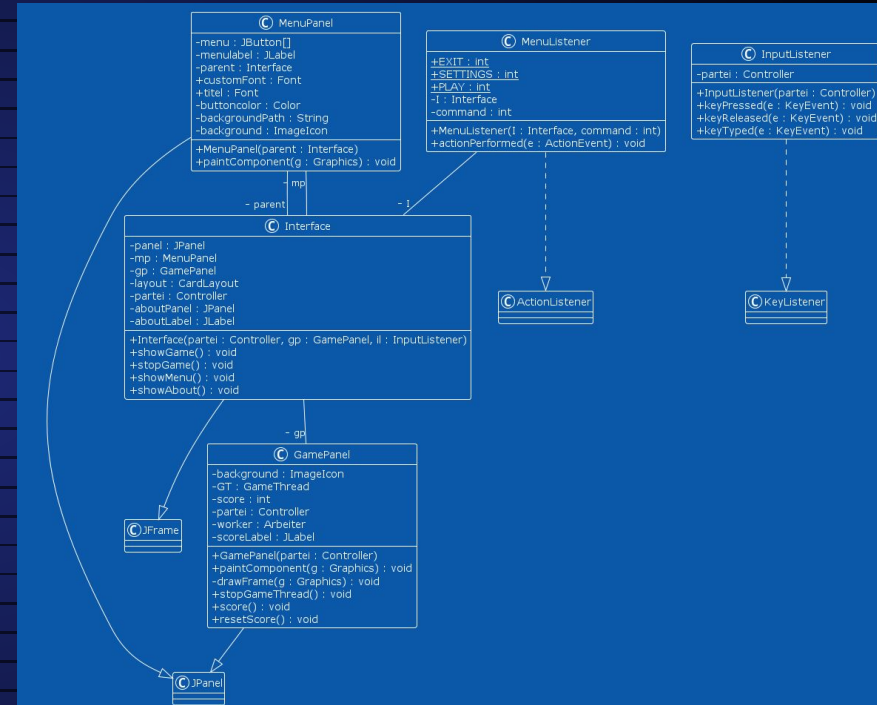 C MenuPanel
-menu : JButton[]
-menulabel : JLabel
-parent : Interface
+customFont : Font
+titel : Font
-buttoncolor : Color
-backgroundPath : String
-background : ImageIcon
+MenuPanel(parent : Interface)
+paintComponent(g : Graphics) : void
C MenuListener
+EXIT : int
+SETTINGS : int
+PLAY : int
-I : Interface
-command : int
+MenuListener(I : Interface, command : int)
+actionPerformed(e : ActionEvent) : void
C InputListener
-partei : Controller
+InputListener(partei : Controller)
+keyPressed(e : KeyEvent) : void
+keyReleased(e : KeyEvent) : void
+keyTyped(e : KeyEvent) : void
- mp
- parent
- I
C Interface
-panel : JPanel
-mp : MenuPanel
-gp : GamePanel
-layout : CardLayout
-partei : Controller
-aboutPanel : JPanel
-aboutLabel : JLabel
+Interface(partei : Controller, gp : GamePanel, il : InputListener)
+showGame() : void
+stopGame() : void
+showMenu() : void
+showAbout() : void
C ActionListener
C KeyListener
- gp
C GamePanel
-background : ImageIcon
-GT : GameThread
-score : int
-partei : Controller
-worker : Arbeiter
-scoreLabel : JLabel
+GamePanel(partei : Controller)
+paintComponent(g : Graphics) : void
-drawFrame(g : Graphics) : void
+stopGameThread() : void
+score() : void
+resetScore() : void
C JFrame
C JPanel